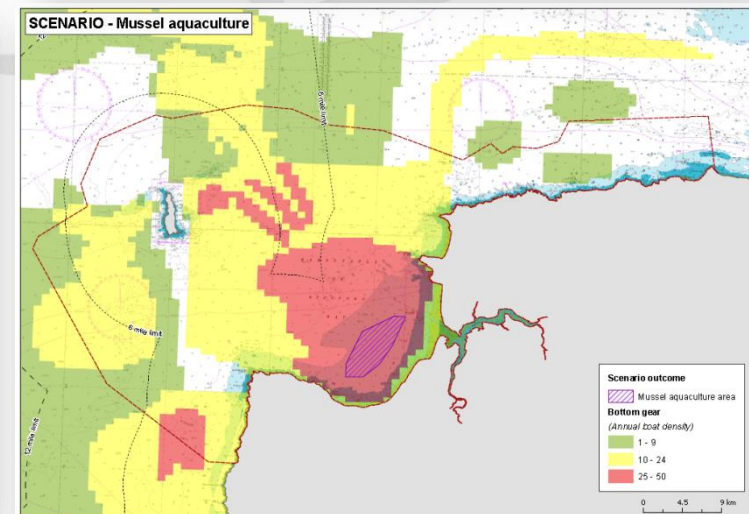 SCENARIO - Mussel aquaculture
6 mile limit
6 mile limit
12 mile limit
Scenario outcome
Mussel aquaculture area
Bottom gear
(Annual boat density)
1 - 9
10 - 24
25 - 50
0 4.5 9 km